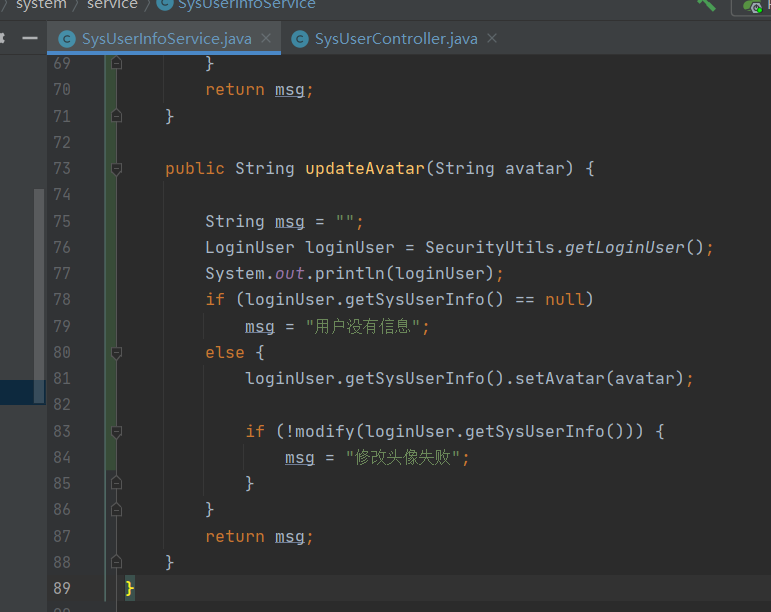 system > service > SysUserInfoService
SysUserInfoService.java × SysUserController.java ×
69 }
70 return msg;
71 }
72
73 public String updateAvatar(String avatar) {
74
75 String msg = "";
76 LoginUser loginUser = SecurityUtils.getLoginUser();
77 System.out.println(loginUser);
78 if (loginUser.getSysUserInfo() == null)
79 msg = "用户没有信息";
80 else {
81 loginUser.getSysUserInfo().setAvatar(avatar);
82
83 if (!modify(loginUser.getSysUserInfo())) {
84 msg = "修改头像失败";
85 }
86 }
87 return msg;
88 }
89 }